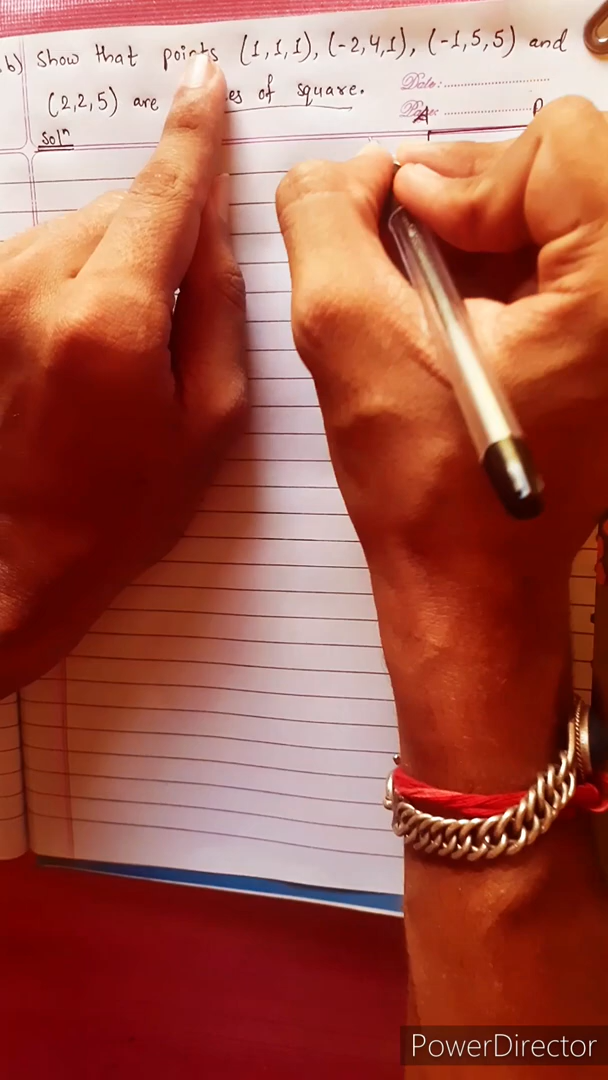 b) Show that points (1,1,1), (-2,4,1), (-1,5,5) and
(2,2,5) are es of square.
Date:
Page:
A
solⁿ
PowerDirector